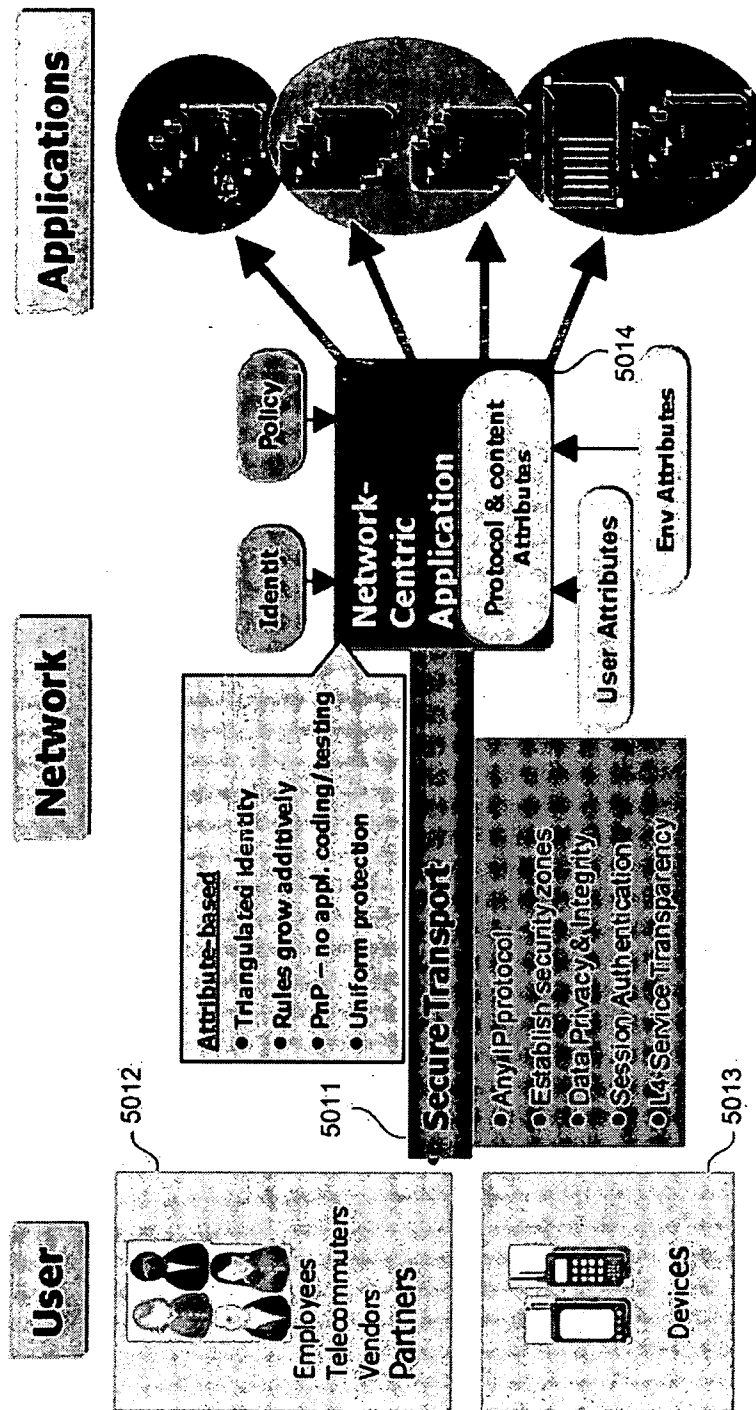 User
Network
Applications
5012
Employees
Telecommuters
Vendors
Partners
5013
Devices
5011
Attribute-based
• Triangulated identity
• Rules grow additively
• PnP – no appl. coding/testing
• Uniform protection
Secure Transport
• Any IP protocol
• Establish security zones
• Data Privacy & Integrity
• Session Authentication
• L4 Service Transparency
Identit
Policy
Network-
Centric
Application
Protocol & content
Attributes
5014
User Attributes
Env Attributes